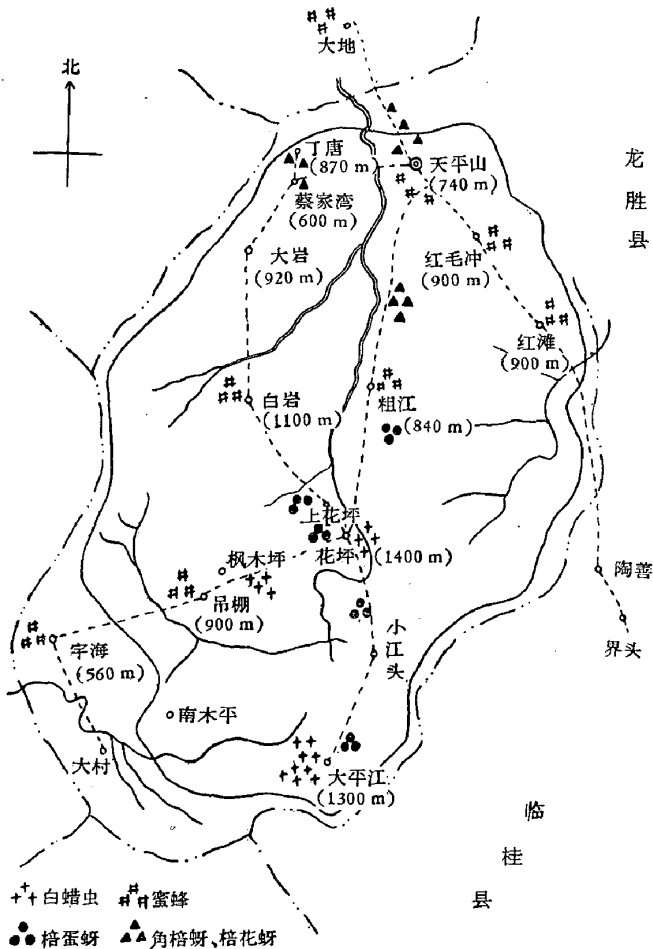 大地
北
丁唐
(870 m)
天平山
(740 m)
龙胜县
蔡家湾
(600 m)
大岩
(920 m)
红毛冲
(900 m)
红滩
(900 m)
白岩
(1100 m)
粗江
(840 m)
上花坪
花坪
(1400 m)
枫木坪
吊棚
(900 m)
陶善
小江头
界头
宇海
(560 m)
南木平
大村
大平江
(1300 m)
临桂县
白蜡虫
蜜蜂
棓蛋蚜
角棓蚜、棓花蚜